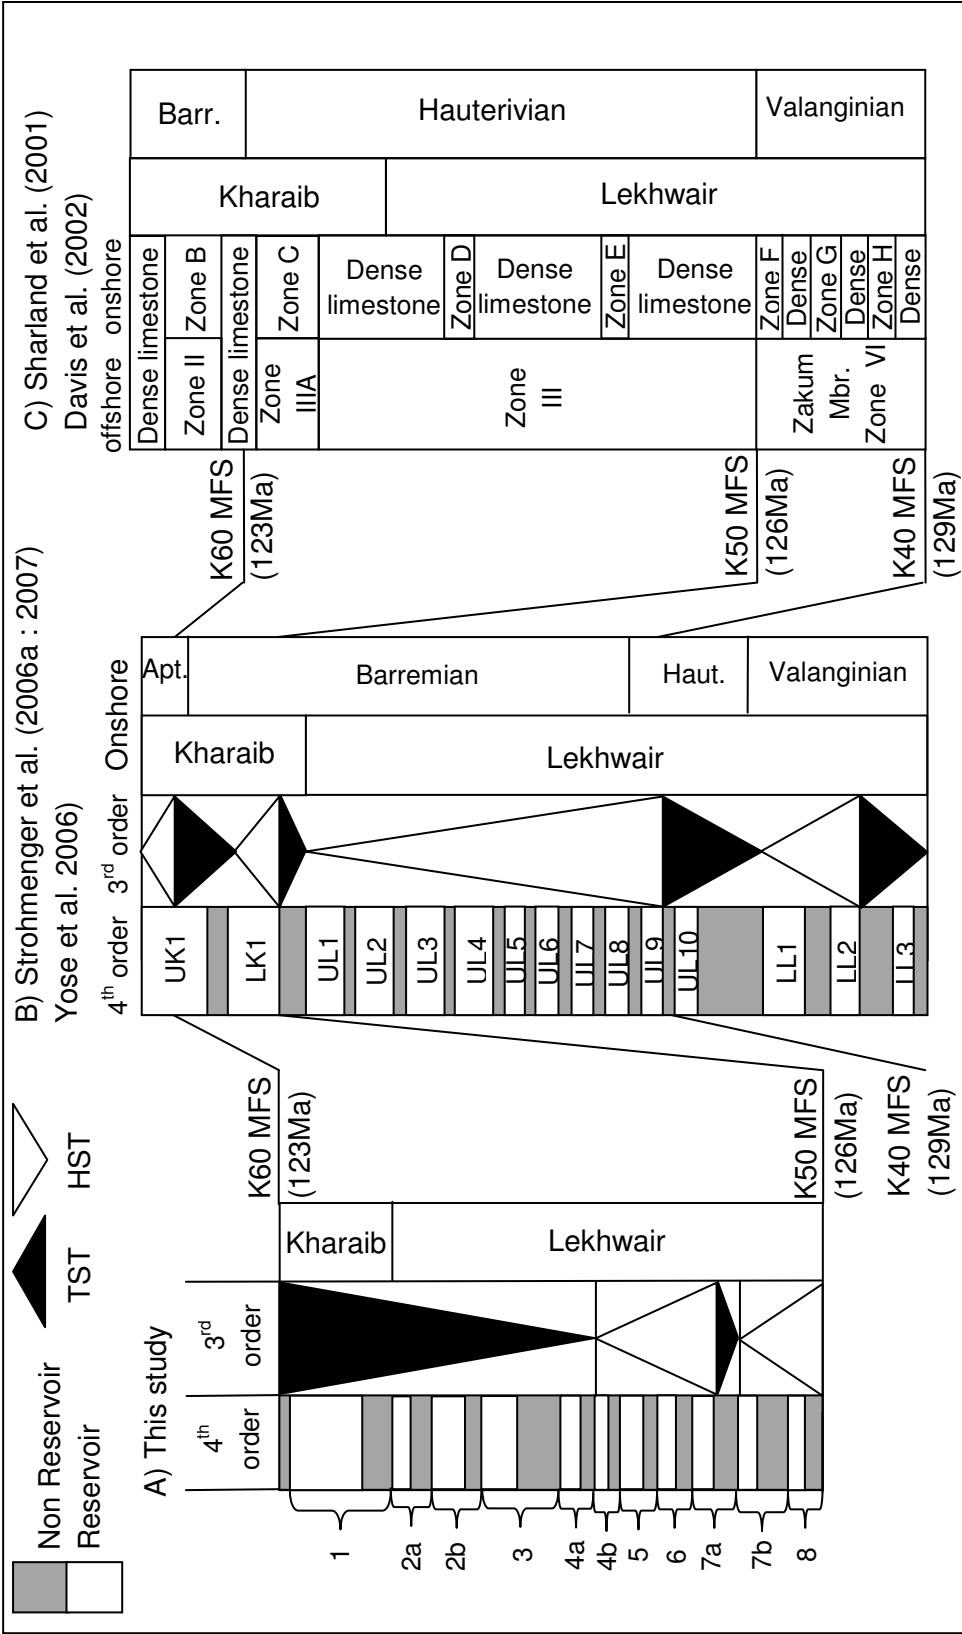 Non Reservoir
Reservoir
TST
HST
A) This study
4th
order
3rd
order
1
2a
2b
3
4a
4b
5
6
7a
7b
8
Kharaib
Lekhwair
K60 MFS
(123Ma)
K50 MFS
(126Ma)
K40 MFS
(129Ma)
B) Strohmenger et al. (2006a : 2007)
Yose et al. 2006)
4th order
3rd order
Onshore
UK1
LK1
UL1
UL2
UL3
UL4
UL5
UL6
UL7
UL8
UL9
UL10
LL1
LL2
LL3
Kharaib
Lekhwair
Apt.
Barremian
Haut.
Valanginian
K60 MFS
(123Ma)
K50 MFS
(126Ma)
K40 MFS
(129Ma)
C) Sharland et al. (2001)
Davis et al. (2002)
offshore
onshore
Dense limestone
Zone II
Zone B
Dense limestone
Zone
IIIA
Zone C
Zone
III
Dense
limestone
Zone D
Dense
limestone
Zone E
Dense
limestone
Zakum
Mbr.
Zone VI
Zone F
Dense
Zone G
Dense
Zone H
Dense
Kharaib
Lekhwair
Barr.
Hauterivian
Valanginian